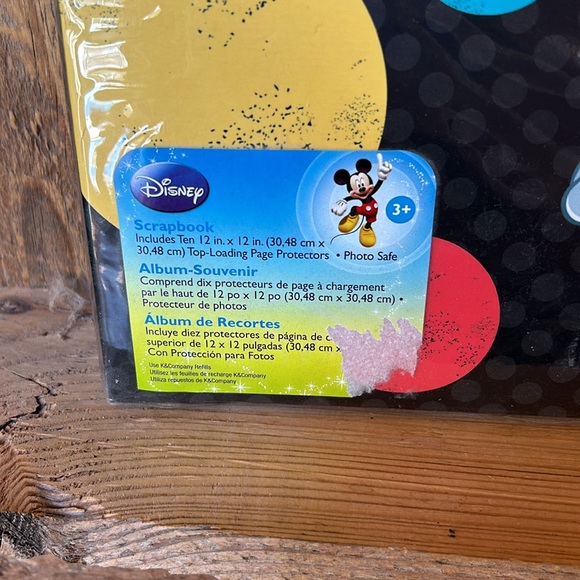 Disney
3+
Scrapbook
Includes Ten 12 in. x 12 in. (30,48 cm x
30,48 cm) Top-Loading Page Protectors • Photo Safe
Album-Souvenir
Comprend dix protecteurs de page à chargement
par le haut de 12 po x 12 po (30,48 cm x 30,48 cm) •
Protecteur de photos
Álbum de Recortes
Incluye diez protectores de página de
superior de 12 x 12 pulgadas (30,48 cm x
Con Protección para Fotos
Use K&Company Refills
Utilisez les feuilles de rechange K&Company
Utiliza repuestos de K&Company